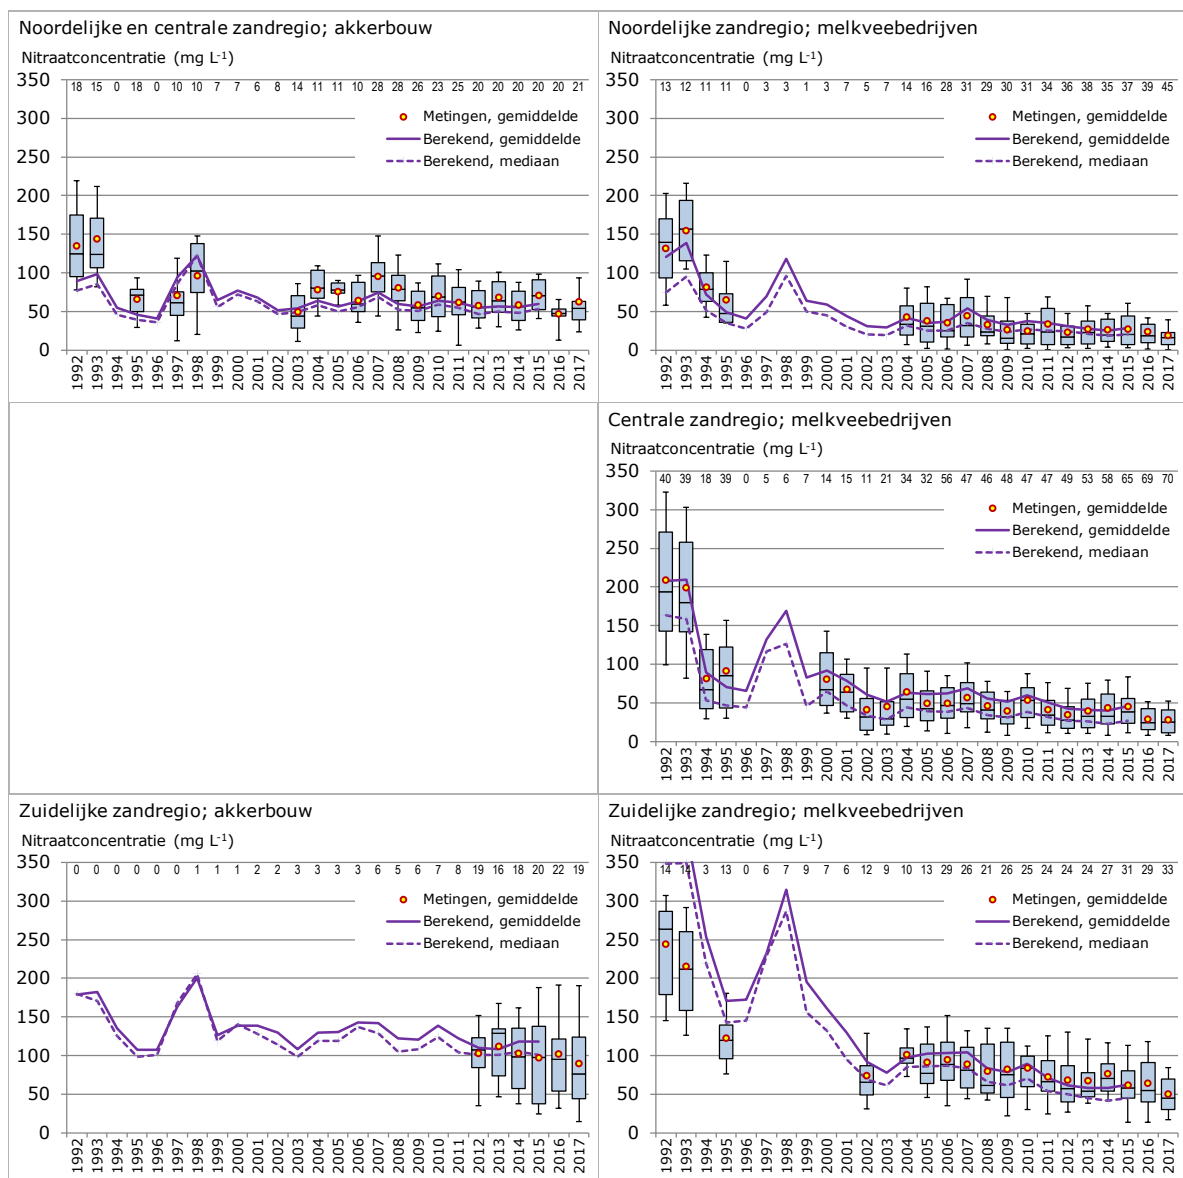 Noordelijke en centrale zandregio; akkerbouw
Nitraatconcentratie (mg L-1)
350
300
250
200
150
100
50
0
18 15 0 18 0 10 10 7 7 6 8 14 11 11 10 28 28 26 23 25 20 20 20 20 16 21
Metingen, gemiddelde
Berekend, gemiddelde
Berekend, mediaan
1992 1993 1994 1995 1996 1997 1998 1999 2000 2001 2002 2003 2004 2005 2006 2007 2008 2009 2010 2011 2012 2013 2014 2015 2016 2017
Noordelijke zandregio; melkveebedrijven
Nitraatconcentratie (mg L-1)
350
300
250
200
150
100
50
0
13 12 11 11 0 3 3 1 3 7 5 7 14 16 28 31 29 30 31 34 36 38 35 37 39 45
Metingen, gemiddelde
Berekend, gemiddelde
Berekend, mediaan
1992 1993 1994 1995 1996 1997 1998 1999 2000 2001 2002 2003 2004 2005 2006 2007 2008 2009 2010 2011 2012 2013 2014 2015 2016 2017
Centrale zandregio; melkveebedrijven
Nitraatconcentratie (mg L-1)
350
300
250
200
150
100
50
0
40 39 18 39 0 5 6 7 14 15 11 21 34 32 56 47 46 48 47 47 49 53 58 65 69 70
Metingen, gemiddelde
Berekend, gemiddelde
Berekend, mediaan
1992 1993 1994 1995 1996 1997 1998 1999 2000 2001 2002 2003 2004 2005 2006 2007 2008 2009 2010 2011 2012 2013 2014 2015 2016 2017
Zuidelijke zandregio; akkerbouw
Nitraatconcentratie (mg L-1)
350
300
250
200
150
100
50
0
0 0 0 0 0 0 1 1 1 2 2 3 3 3 3 6 5 6 7 8 19 16 18 20 22 19
Metingen, gemiddelde
Berekend, gemiddelde
Berekend, mediaan
1992 1993 1994 1995 1996 1997 1998 1999 2000 2001 2002 2003 2004 2005 2006 2007 2008 2009 2010 2011 2012 2013 2014 2015 2016 2017
Zuidelijke zandregio; melkveebedrijven
Nitraatconcentratie (mg L-1)
350
300
250
200
150
100
50
0
14 14 3 13 0 6 7 9 7 6 12 9 10 13 29 26 21 26 25 24 24 24 27 31 29 33
Metingen, gemiddelde
Berekend, gemiddelde
Berekend, mediaan
1992 1993 1994 1995 1996 1997 1998 1999 2000 2001 2002 2003 2004 2005 2006 2007 2008 2009 2010 2011 2012 2013 2014 2015 2016 2017